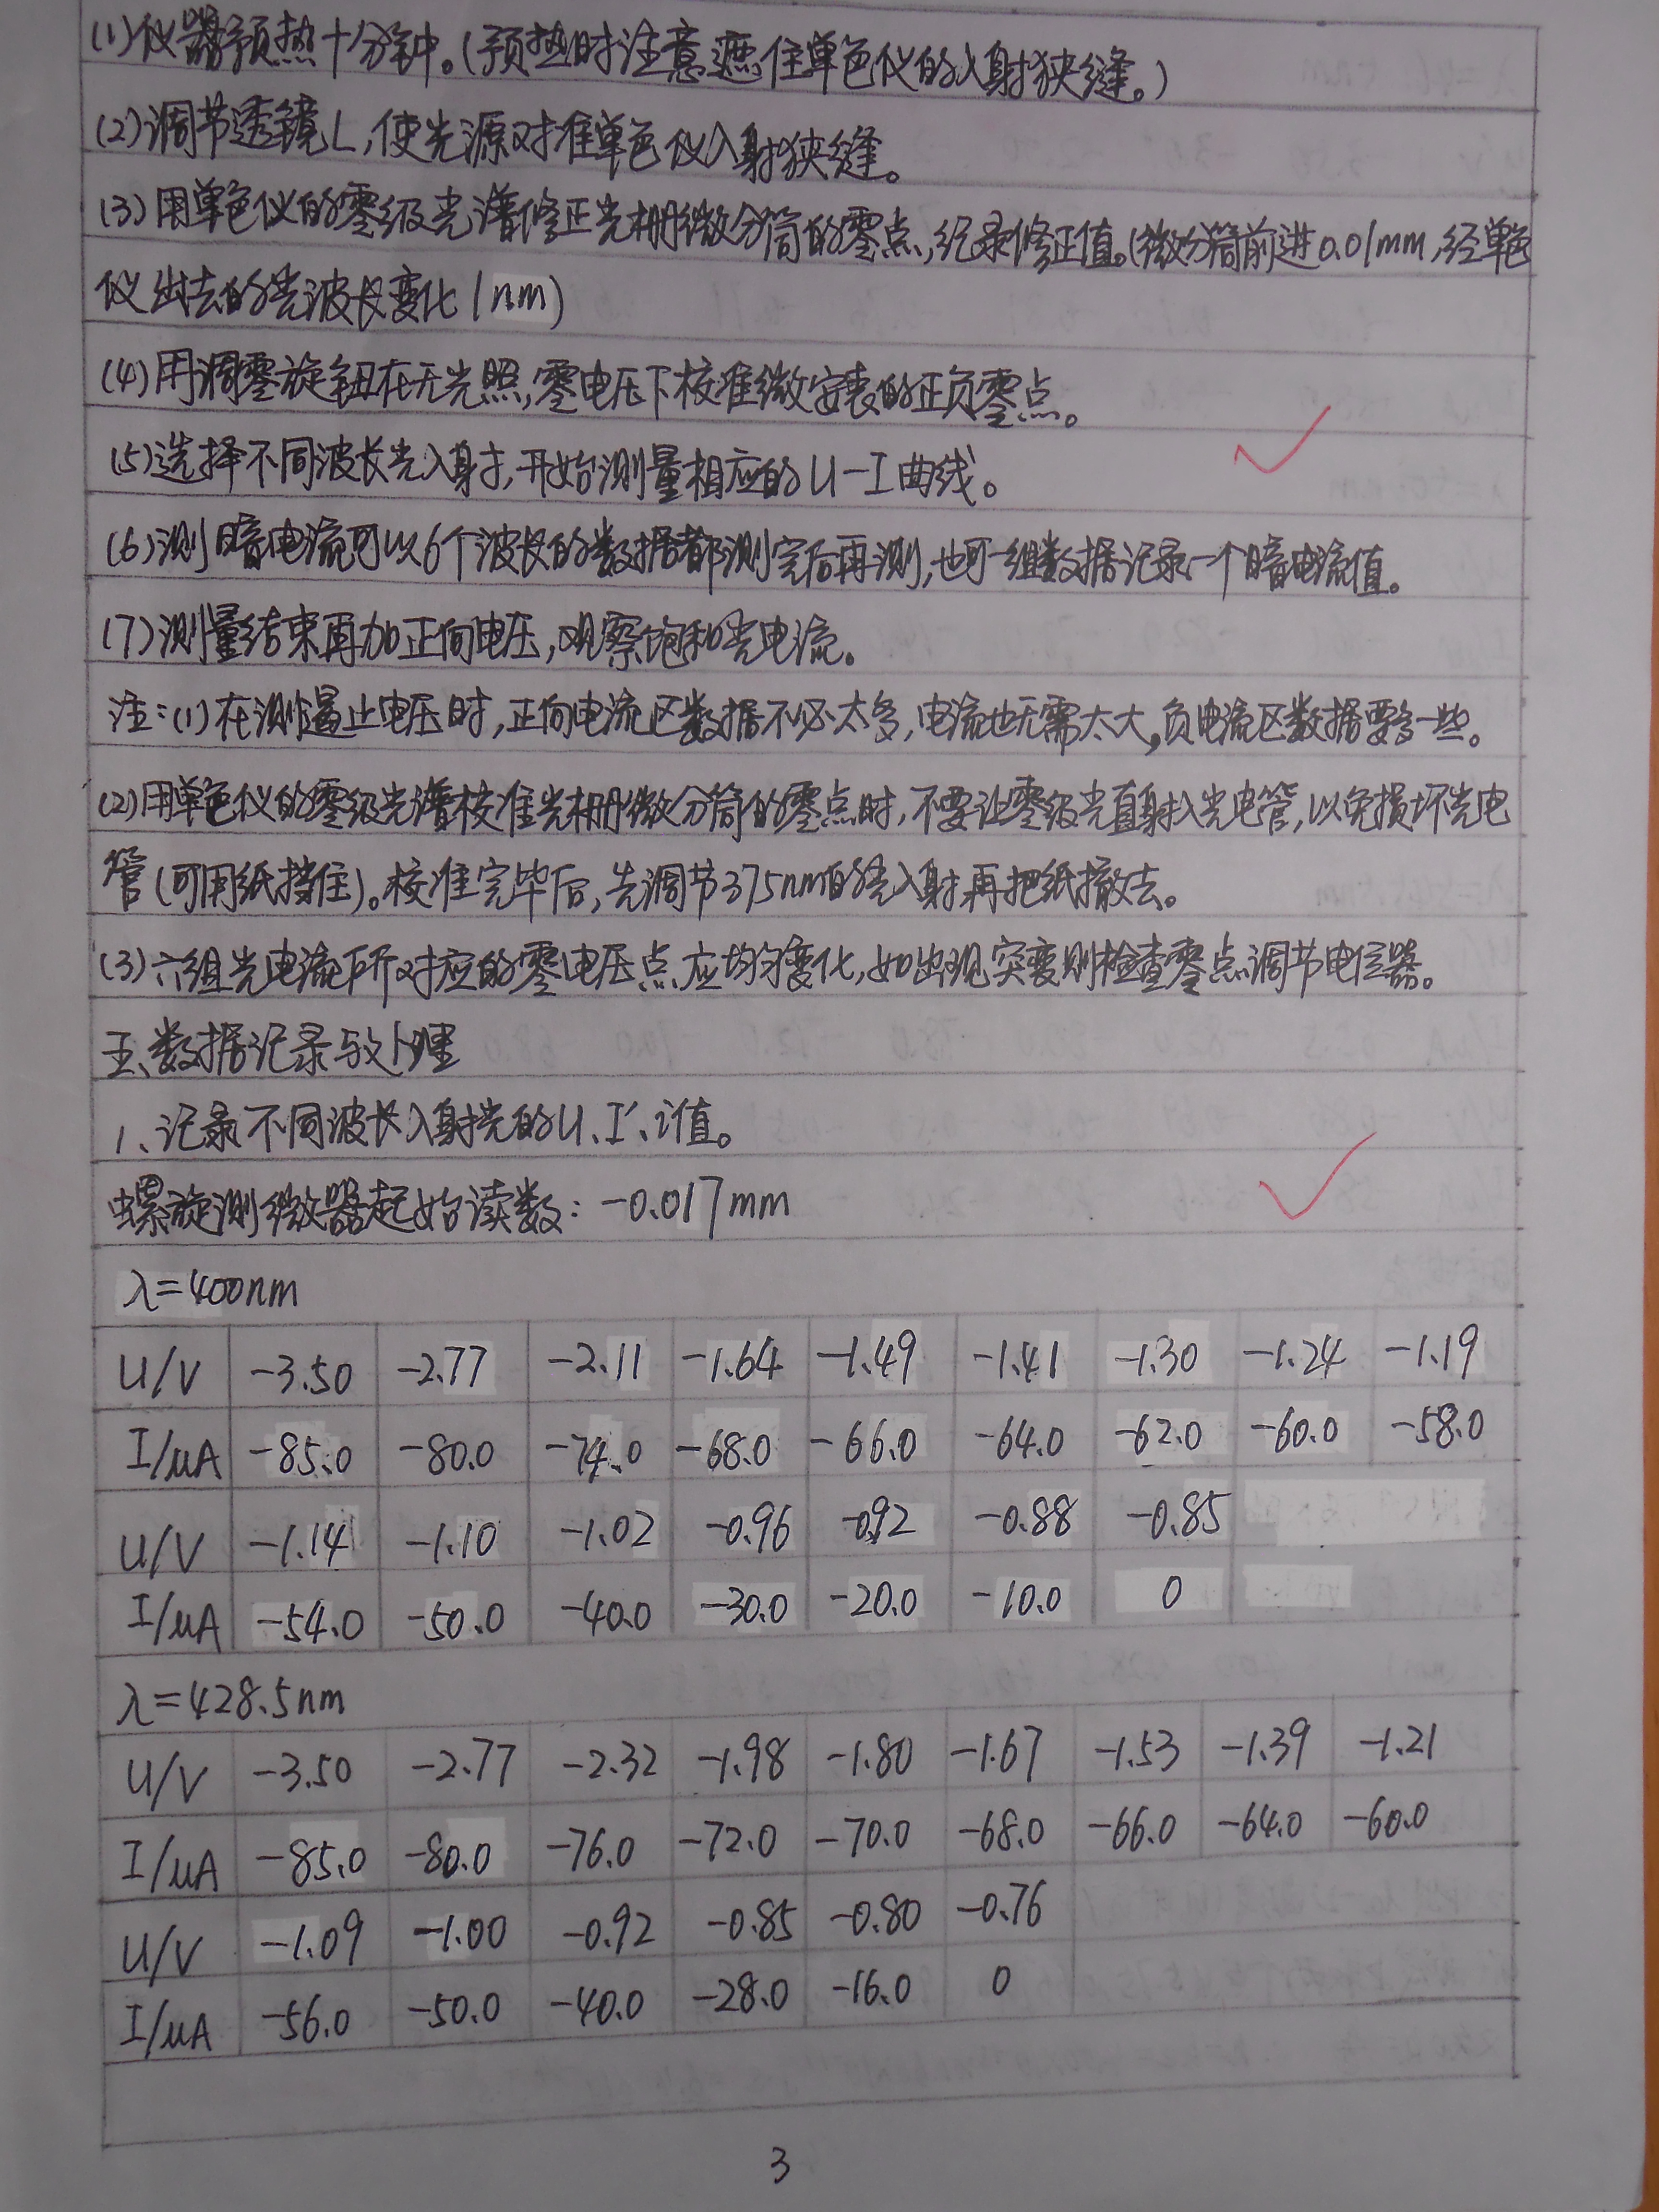 (1)仪器预热十分钟。(预热时注意遮住单色仪的入射狭缝。)
(2)调节透镜L,使光源对准单色仪入射狭缝。
(3)用单色仪的零级光谱修正光栅微分筒的零点,纪录修正值。(微分筒前进0.01mm,经单色
仪出去的光波长变化1nm)
(4)用调零旋钮在无光照,零电压下校准微安表的正负零点。
(5)选择不同波长光入射,开始测量相应的U-I曲线。
(6)测暗电流可以6个波长的数据都测完后再测,也可一组数据记录一个暗电流值。
(7)测量结束再加正向电压,观察饱和光电流。
注:(1)在测遏止电压时,正向电流区数据不必太多,电流也无需太大,负电流区数据要多一些。
(2)用单色仪的零级光谱校准光栅微分筒的零点时,不要让零级光直射入光电管,以免损坏光电
管(可用纸挡住)。校准完毕后,先调节375nm的光入射再把纸撤去。
(3)六组光电流所对应的零电压点应均匀变化,如出现突变则检查零点调节电位器。
五、数据记录与处理
1、记录不同波长入射光的U、I、i值。
螺旋测微器起始读数:-0.017mm
λ=400nm
U/V -3.50 -2.77 -2.11 -1.64 -1.49 -1.41 -1.30 -1.24 -1.19
I/μA -85.0 -80.0 -74.0 -68.0 -66.0 -64.0 -62.0 -60.0 -58.0
U/V -1.14 -1.10 -1.02 -0.96 -0.92 -0.88 -0.85
I/μA -54.0 -50.0 -40.0 -30.0 -20.0 -10.0 0
λ=428.5nm
U/V -3.50 -2.77 -2.32 -1.98 -1.80 -1.67 -1.53 -1.39 -1.21
I/μA -85.0 -80.0 -76.0 -72.0 -70.0 -68.0 -66.0 -64.0 -60.0
U/V -1.09 -1.00 -0.92 -0.85 -0.80 -0.76
I/μA -56.0 -50.0 -40.0 -28.0 -16.0 0
3